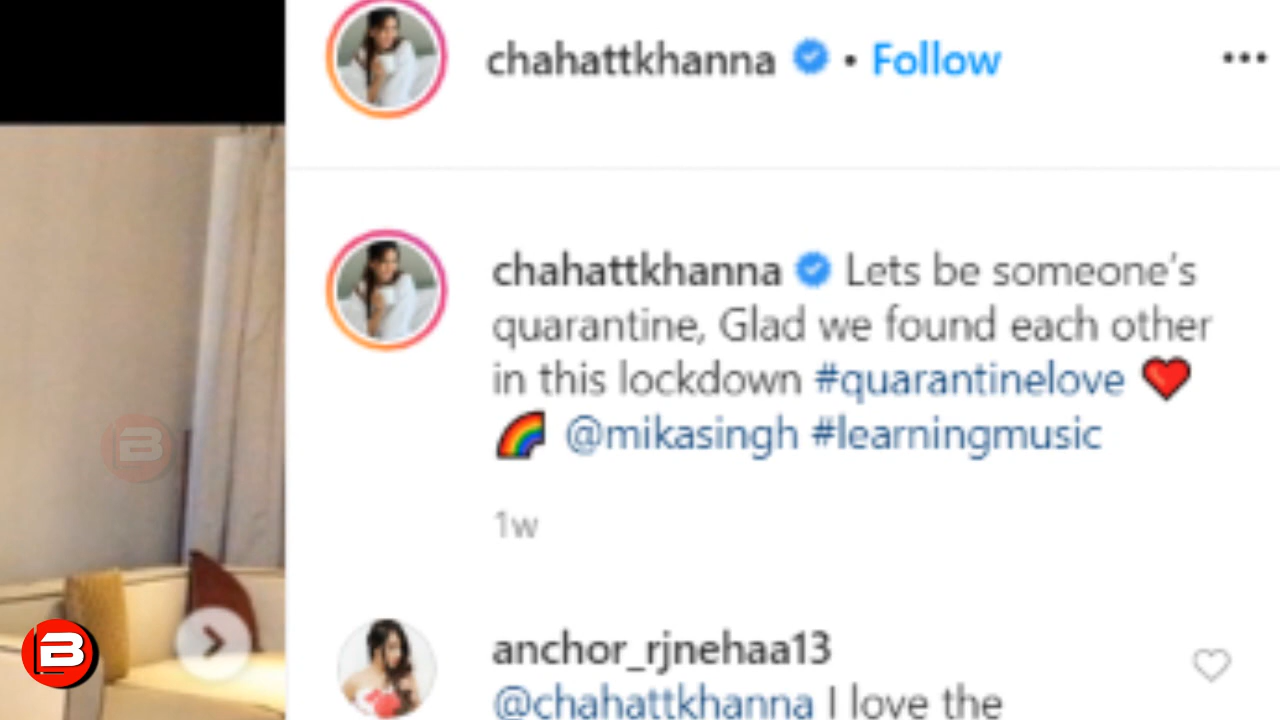 chahattkhanna • Follow
chahattkhanna Lets be someone's
quarantine, Glad we found each other
in this lockdown #quarantinelove ❤️
🌈 @mikasingh #learningmusic
1w
anchor_rjnehaa13
@chahattkhanna I love the
B
B